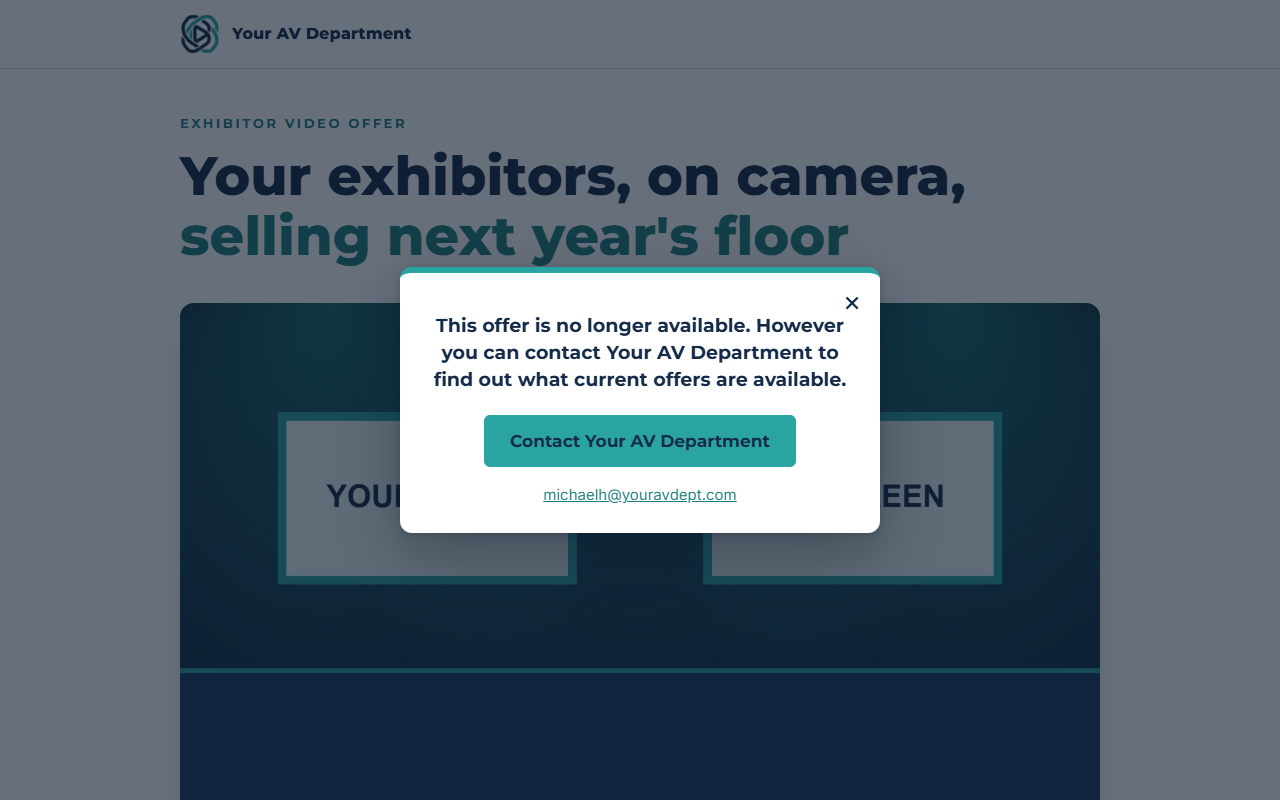 Your AV Department
EXHIBITOR VIDEO OFFER
Your exhibitors, on camera,
selling next year's floor
This offer is no longer available. However
you can contact Your AV Department to
find out what current offers are available.
Contact Your AV Department
michaelh@youravdept.com